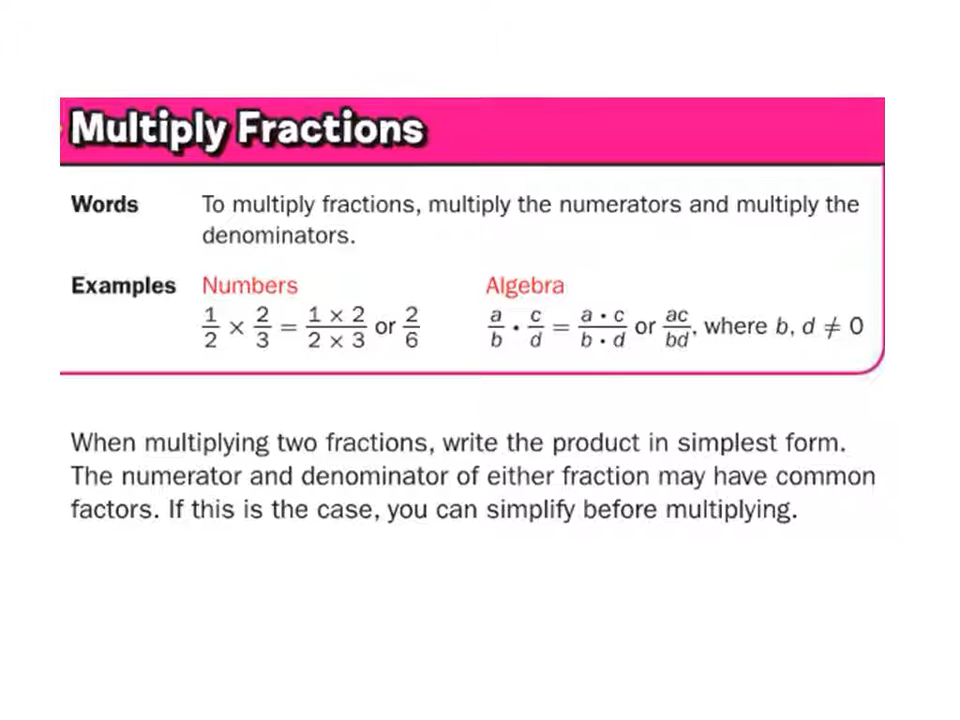 Multiply Fractions
Words To multiply fractions, multiply the numerators and multiply the
denominators.
Examples Numbers Algebra
1/2 × 2/3 = 1 × 2/2 × 3 or 2/6 a/b • c/d = a • c/b • d or ac/bd, where b, d ≠ 0
When multiplying two fractions, write the product in simplest form.
The numerator and denominator of either fraction may have common
factors. If this is the case, you can simplify before multiplying.